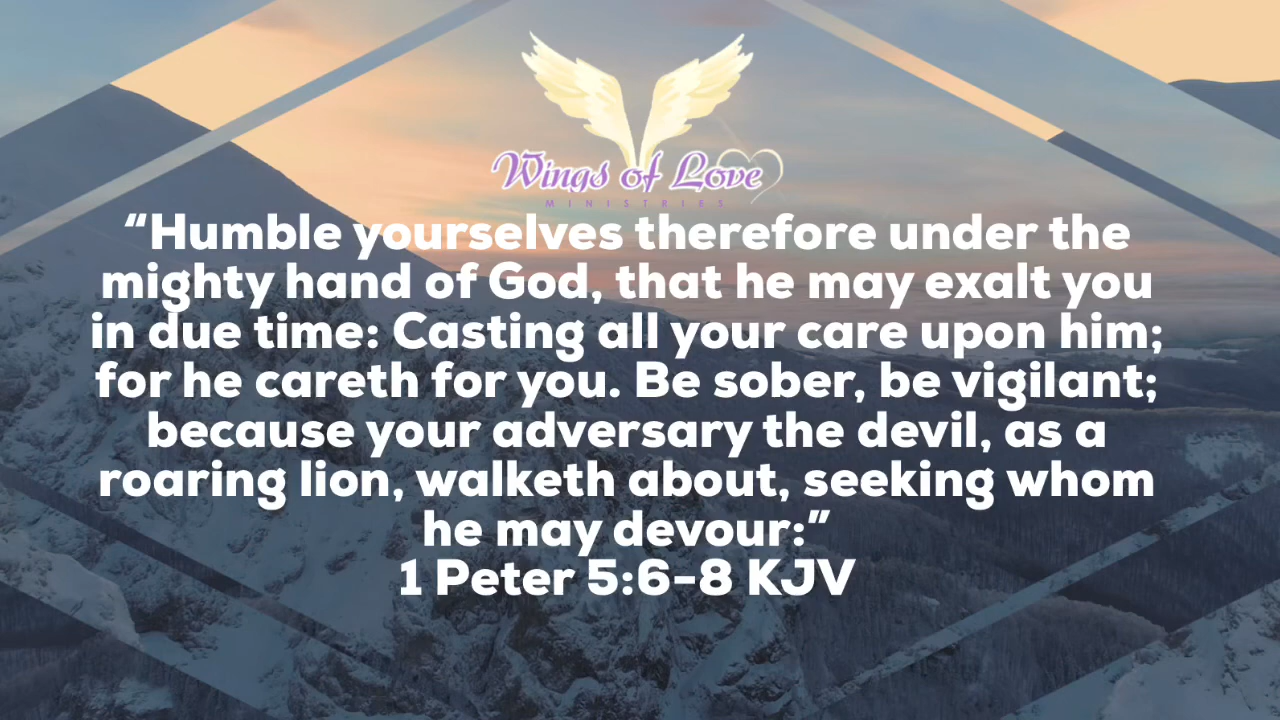 Wings of Love
MINISTRIES
“Humble yourselves therefore under the
mighty hand of God, that he may exalt you
in due time: Casting all your care upon him;
for he careth for you. Be sober, be vigilant;
because your adversary the devil, as a
roaring lion, walketh about, seeking whom
he may devour:”
1 Peter 5:6-8 KJV